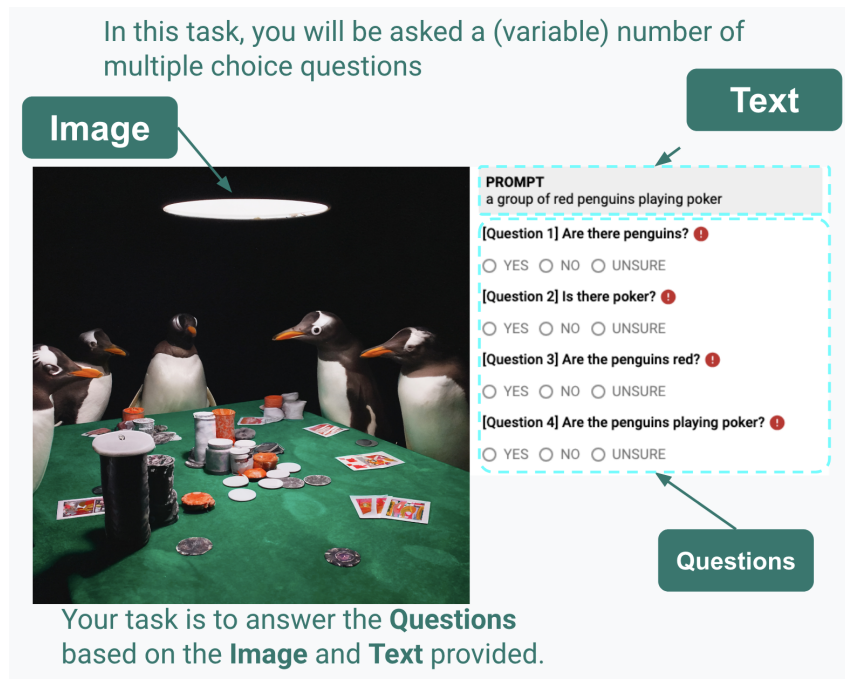 In this task, you will be asked a (variable) number of
multiple choice questions
Image
Text
PROMPT
a group of red penguins playing poker
[Question 1] Are there penguins?
YES NO UNSURE
[Question 2] Is there poker?
YES NO UNSURE
[Question 3] Are the penguins red?
YES NO UNSURE
[Question 4] Are the penguins playing poker?
YES NO UNSURE
Questions
Your task is to answer the Questions
based on the Image and Text provided.